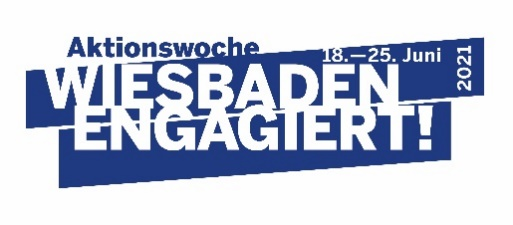 Aktionswoche
18.—25. Juni
2021
WIESBADEN
ENGAGIERT!